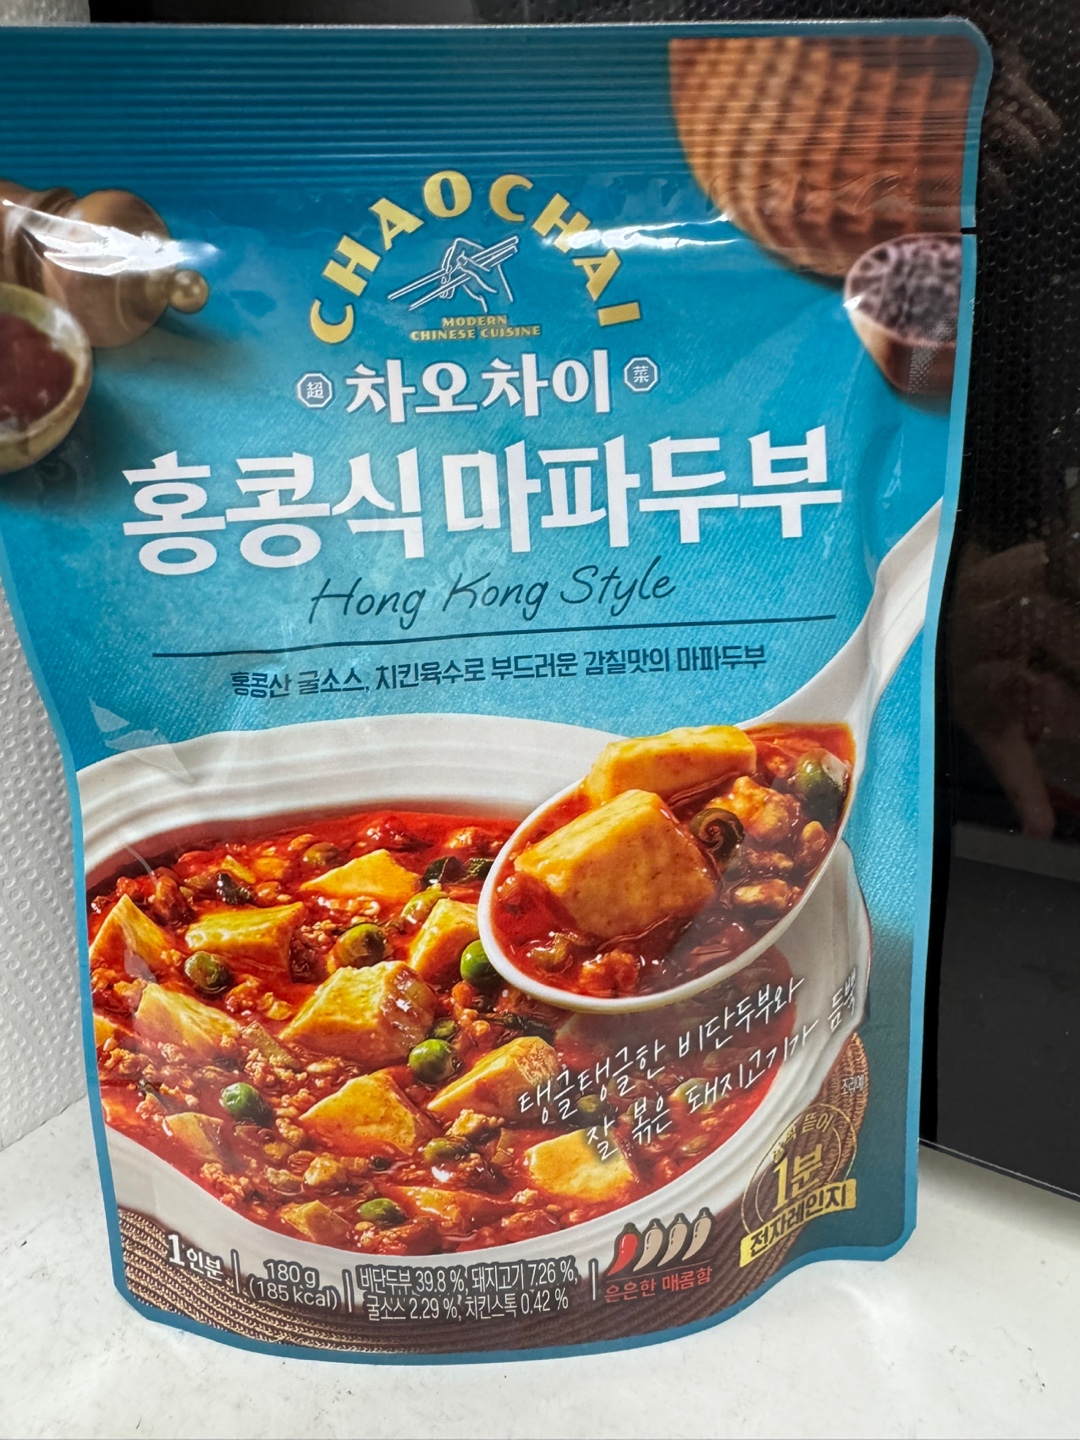 CHAOCHAI
MODERN
CHINESE CUISINE
超 차오차이 菜
홍콩식 마파두부
Hong Kong Style
홍콩산 굴소스, 치킨육수로 부드러운 감칠맛의 마파두부
탱글탱글한 비단두부와
잘 볶은 돼지고기가 듬뿍
뜯어
1분
전자레인지
1인분
180 g
(185 kcal)
비단두부 39.8 %, 돼지고기 7.26 %,
굴소스 2.29 %, 치킨스톡 0.42 %
은은한 매콤함